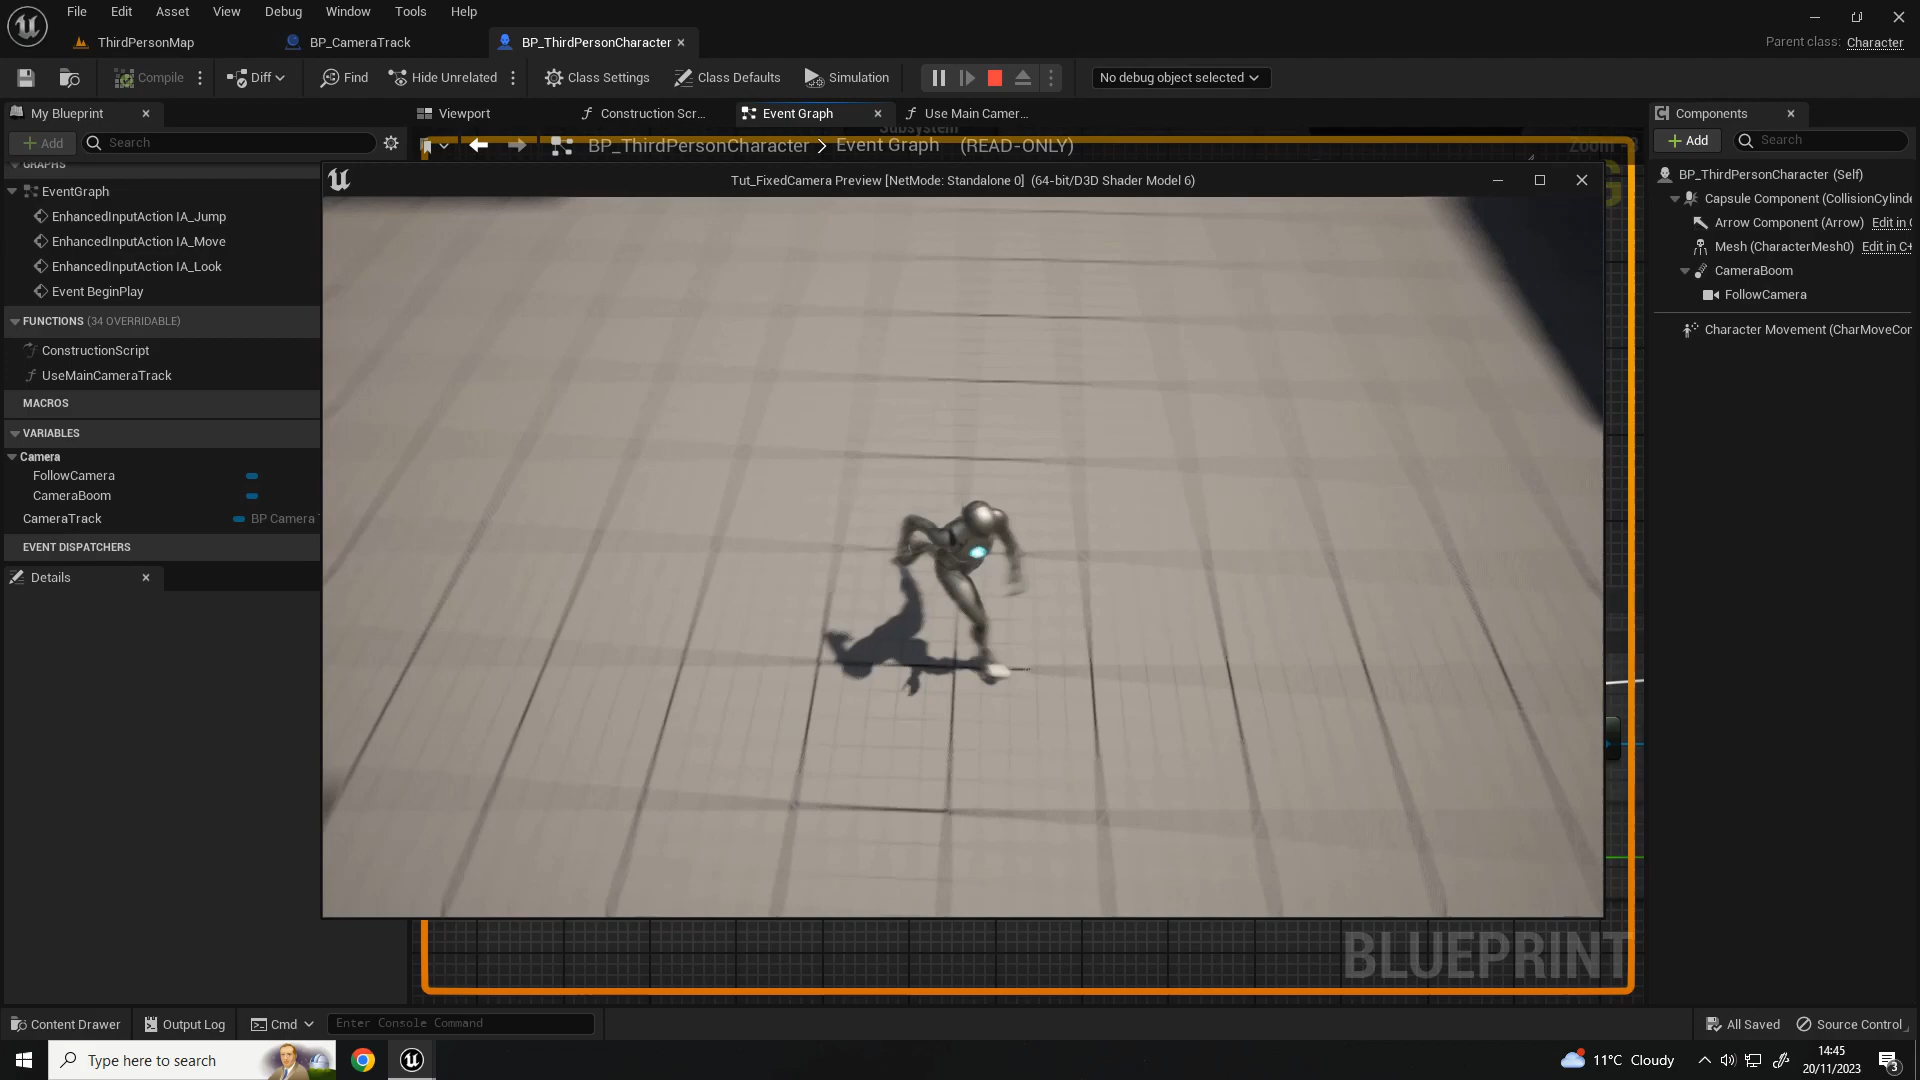 File Edit Asset View Debug Window Tools Help
ThirdPersonMap BP_CameraTrack BP_ThirdPersonCharacter
Parent class: Character
Compile Diff Find Hide Unrelated Class Settings Class Defaults Simulation No debug object selected
My Blueprint Viewport Construction Scr... Event Graph Use Main Camer... Components
Add Search
BP_ThirdPersonCharacter > Event Graph (READ-ONLY)
Subsystem
Add Search
GRAPHS
EventGraph
EnhancedInputAction IA_Jump
EnhancedInputAction IA_Move
EnhancedInputAction IA_Look
Event BeginPlay
FUNCTIONS (34 OVERRIDABLE)
ConstructionScript
UseMainCameraTrack
MACROS
VARIABLES
Camera
FollowCamera
CameraBoom
CameraTrack BP Camera
EVENT DISPATCHERS
Details
Tut_FixedCamera Preview [NetMode: Standalone 0] (64-bit/D3D Shader Model 6)
BP_ThirdPersonCharacter (Self)
Capsule Component (CollisionCylinde
Arrow Component (Arrow) Edit in C
Mesh (CharacterMesh0) Edit in C+
CameraBoom
FollowCamera
Character Movement (CharMoveCor
BLUEPRINT
Content Drawer Output Log Cmd Enter Console Command All Saved Source Control
Type here to search 11°C Cloudy 14:45
20/11/2023 3